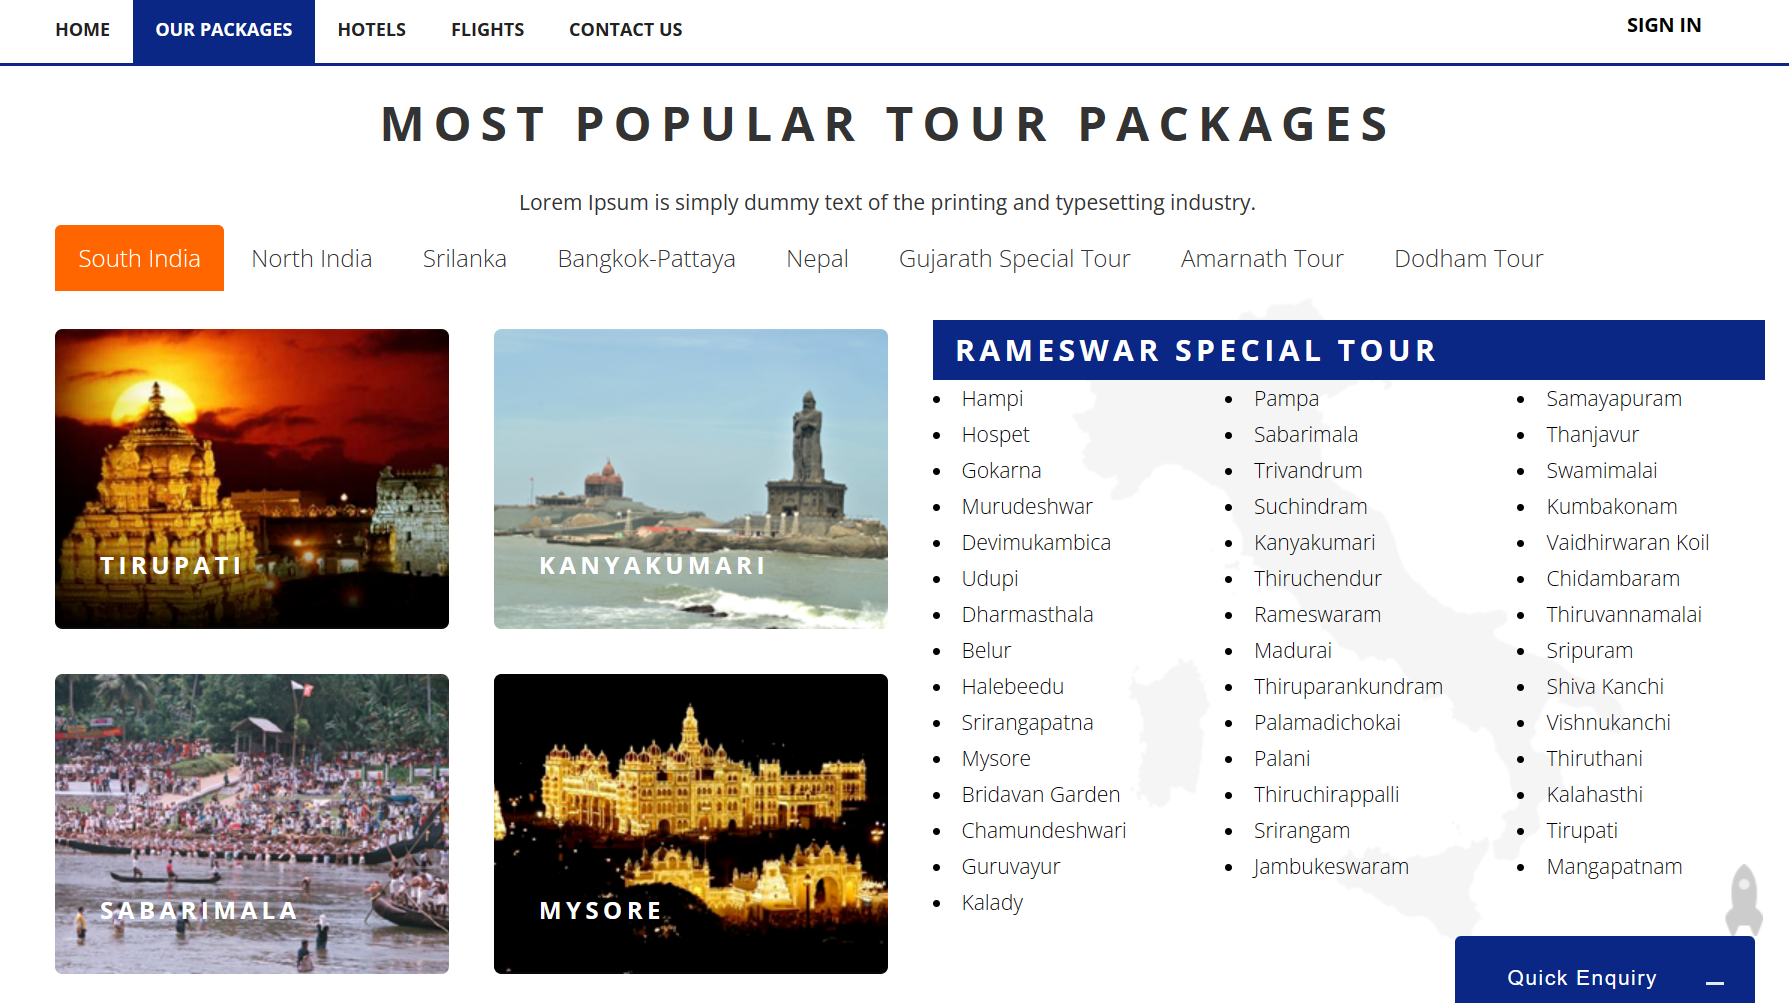 HOME
OUR PACKAGES
HOTELS
FLIGHTS
CONTACT US
SIGN IN
MOST POPULAR TOUR PACKAGES
Lorem Ipsum is simply dummy text of the printing and typesetting industry.
South India
North India
Srilanka
Bangkok-Pattaya
Nepal
Gujarath Special Tour
Amarnath Tour
Dodham Tour
TIRUPATI
KANYAKUMARI
SABARIMALA
MYSORE
RAMESWAR SPECIAL TOUR
Hampi
Hospet
Gokarna
Murudeshwar
Devimukambica
Udupi
Dharmasthala
Belur
Halebeedu
Srirangapatna
Mysore
Bridavan Garden
Chamundeshwari
Guruvayur
Kalady
Pampa
Sabarimala
Trivandrum
Suchindram
Kanyakumari
Thiruchendur
Rameswaram
Madurai
Thiruparankundram
Palamadichokai
Palani
Thiruchirappalli
Srirangam
Jambukeswaram
Samayapuram
Thanjavur
Swamimalai
Kumbakonam
Vaidhirwaran Koil
Chidambaram
Thiruvannamalai
Sripuram
Shiva Kanchi
Vishnukanchi
Thiruthani
Kalahasthi
Tirupati
Mangapatnam
Quick Enquiry